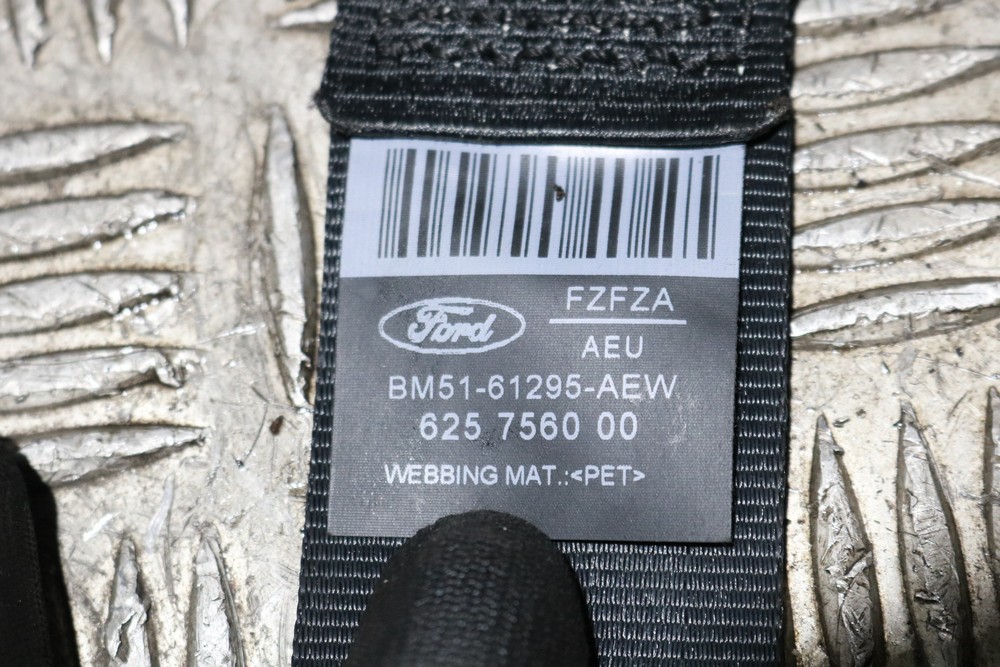 Ford
FZFZA
AEU
BM51-61295-AEW
625 7560 00
WEBBING MAT.:<PET>